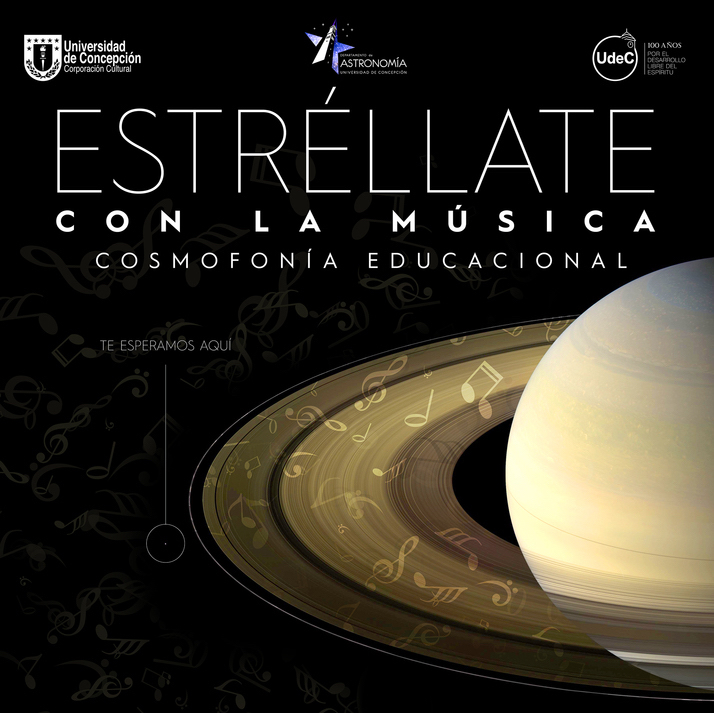 Universidad
de Concepción
Corporación Cultural
DEPARTAMENTO de
ASTRONOMÍA
UNIVERSIDAD DE CONCEPCIÓN
UdeC
100 AÑOS
POR EL
DESARROLLO
LIBRE DEL
ESPÍRITU
ESTRÉLLATE
CON LA MÚSICA
COSMOFONÍA EDUCACIONAL
TE ESPERAMOS AQUÍ